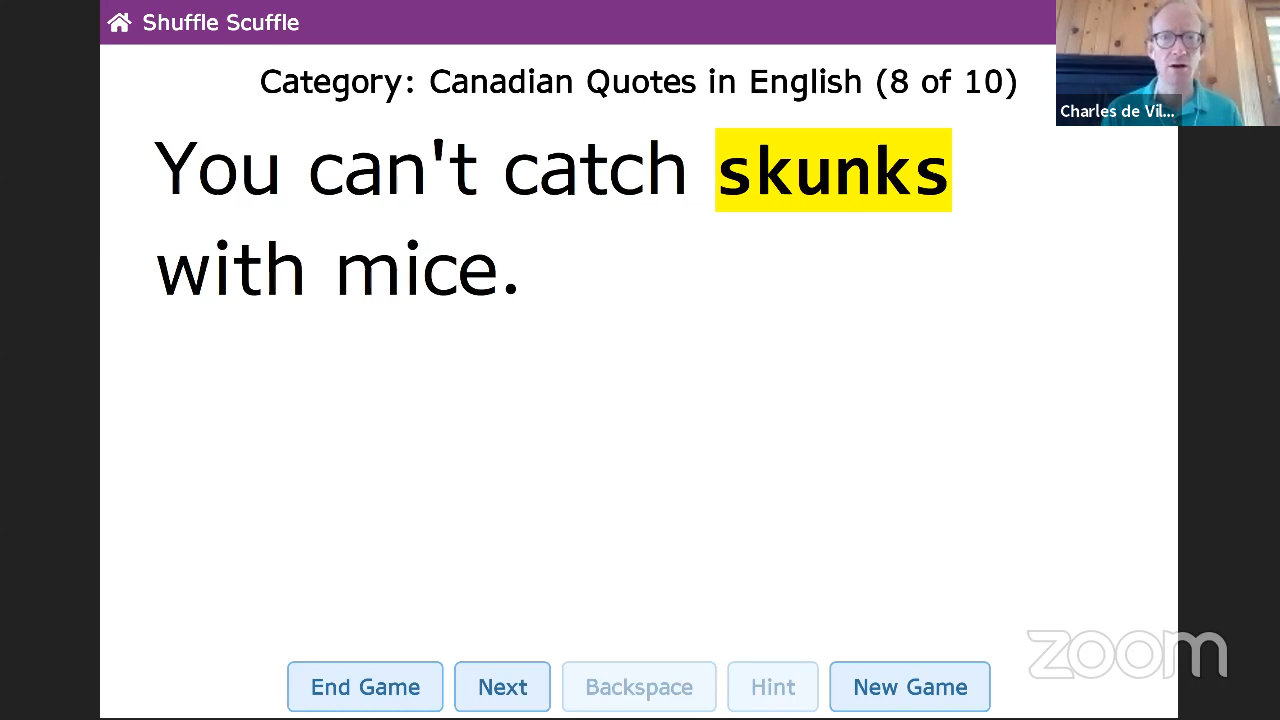 Shuffle Scuffle
Category: Canadian Quotes in English (8 of 10)
Charles de Vil...
You can't catch skunks
with mice.
End Game
Next
Backspace
Hint
New Game
zoom